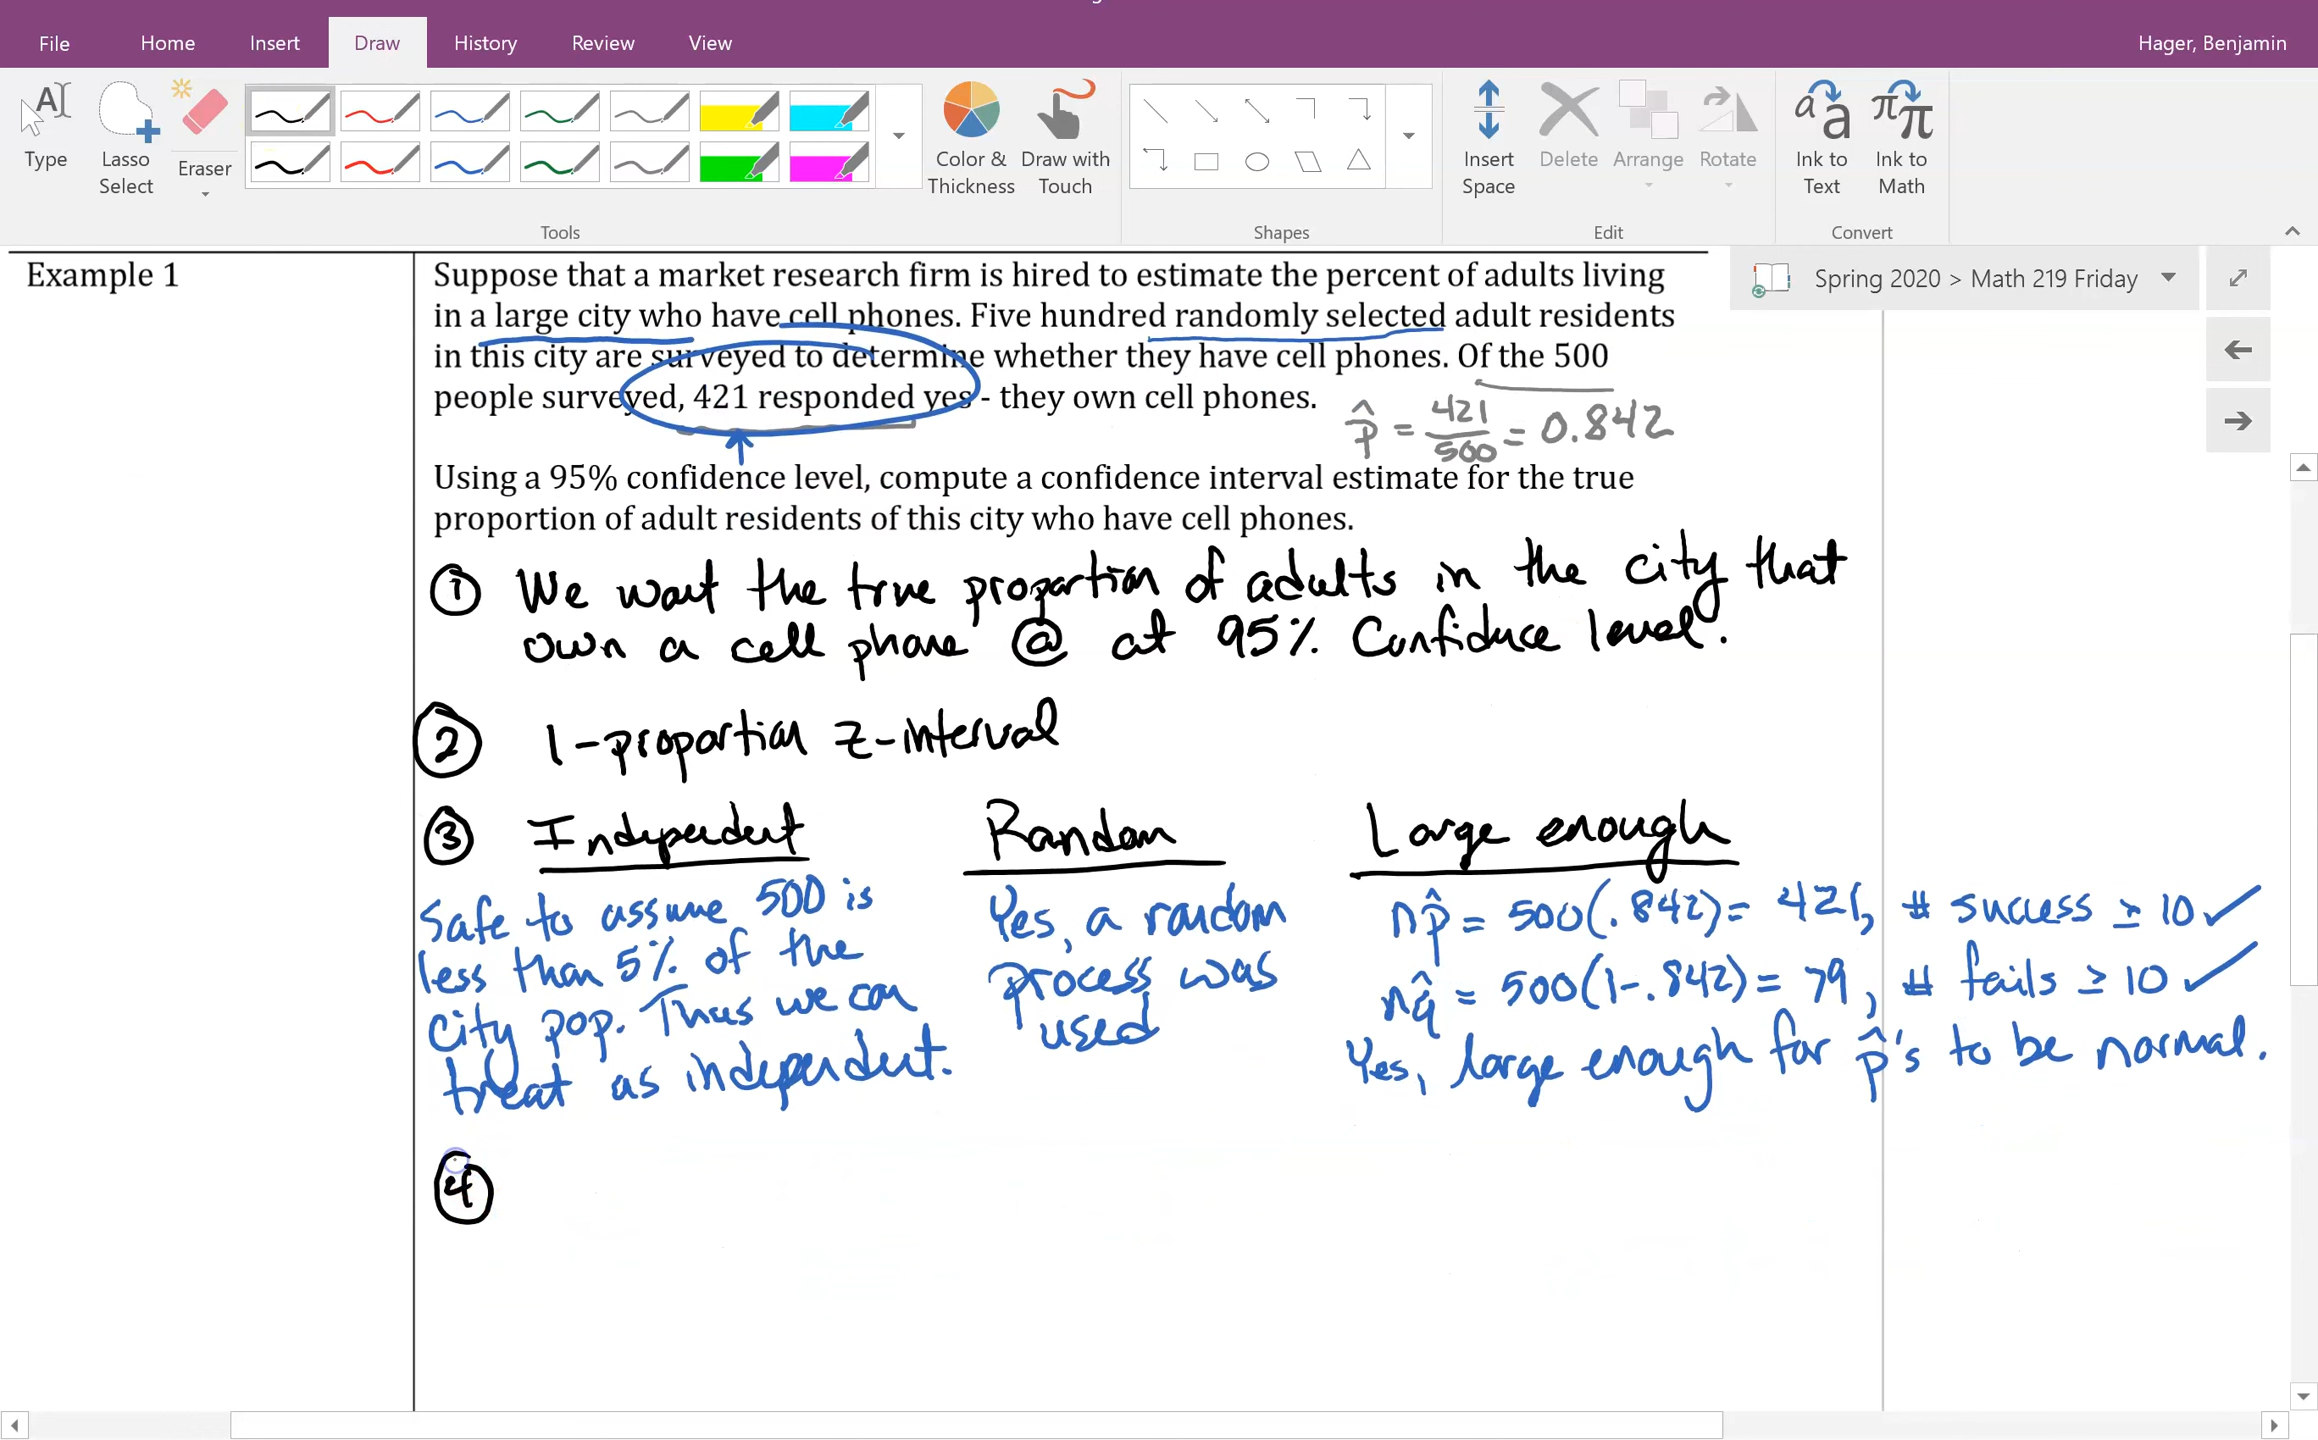 File Home Insert Draw History Review View Hager, Benjamin
Type
Lasso Select
Eraser
Color & Thickness
Draw with Touch
Insert Space
Delete
Arrange
Rotate
Ink to Text
Ink to Math
Tools Shapes Edit Convert
Spring 2020 > Math 219 Friday
Example 1
Suppose that a market research firm is hired to estimate the percent of adults living
in a large city who have cell phones. Five hundred randomly selected adult residents
in this city are surveyed to determine whether they have cell phones. Of the 500
people surveyed, 421 responded yes - they own cell phones.
p̂ = 421/500 = 0.842
Using a 95% confidence level, compute a confidence interval estimate for the true
proportion of adult residents of this city who have cell phones.
① We want the true proportion of adults in the city that
own a cell phone @ at 95% Confidence level.
② 1-proportion z-interval
③ Independent Random Large enough
Safe to assume 500 is
less than 5% of the
city pop. Thus we can
treat as independent.
Yes, a random
process was
used
np̂ = 500(.842) = 421, # success ≥ 10 ✓
nq̂ = 500(1-.842) = 79, # fails ≥ 10 ✓
Yes, large enough for p̂'s to be normal.
④